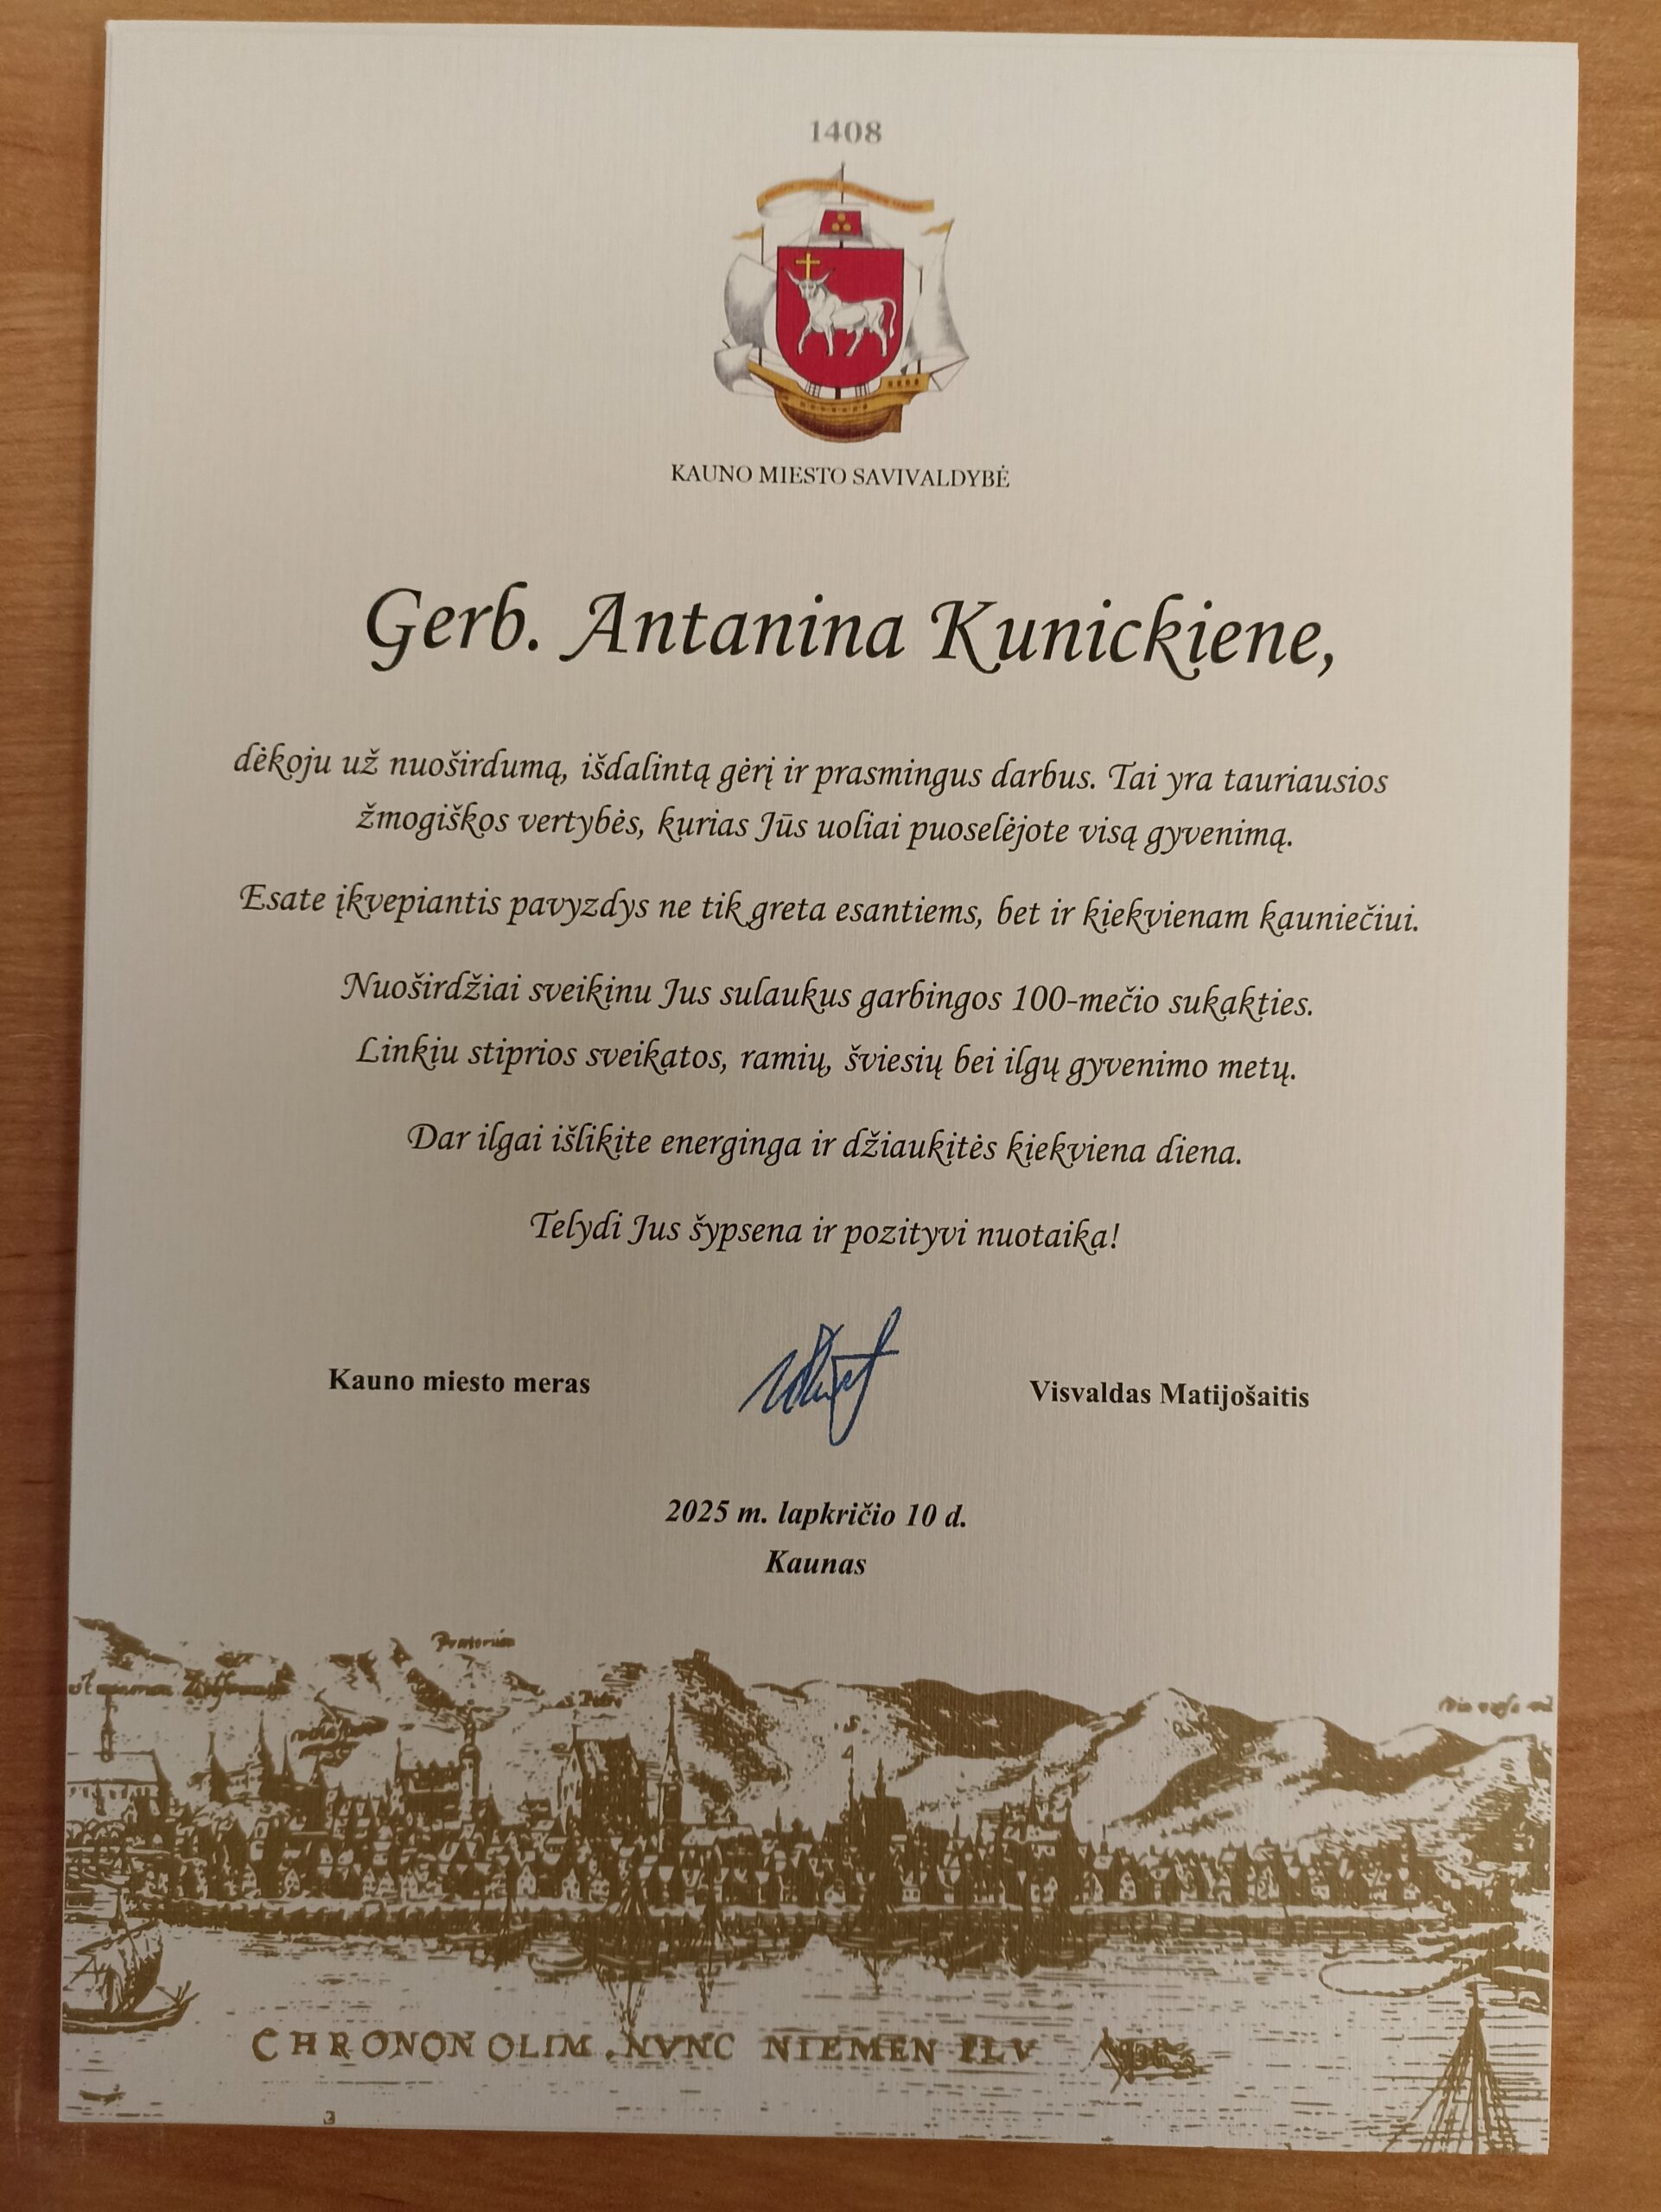 1408
KAUNO MIESTO SAVIVALDYBĖ
Gerb. Antanina Kunickiene,
dėkoju už nuoširdumą, išdalintą gėrį ir prasmingus darbus. Tai yra tauriausios
žmogiškos vertybės, kurias Jūs uoliai puoselėjote visą gyvenimą.
Esate įkvepiantis pavyzdys ne tik greta esantiems, bet ir kiekvienam kauniečiui.
Nuoširdžiai sveikinu Jus sulaukus garbingos 100-mečio sukakties.
Linkiu stiprios sveikatos, ramių, šviesių bei ilgų gyvenimo metų.
Dar ilgai išlikite energinga ir džiaukitės kiekviena diena.
Telydi Jus šypsena ir pozityvi nuotaika!
Kauno miesto meras Visvaldas Matijošaitis
2025 m. lapkričio 10 d.
Kaunas
CHRONON OLIM NVNC NIEMEN